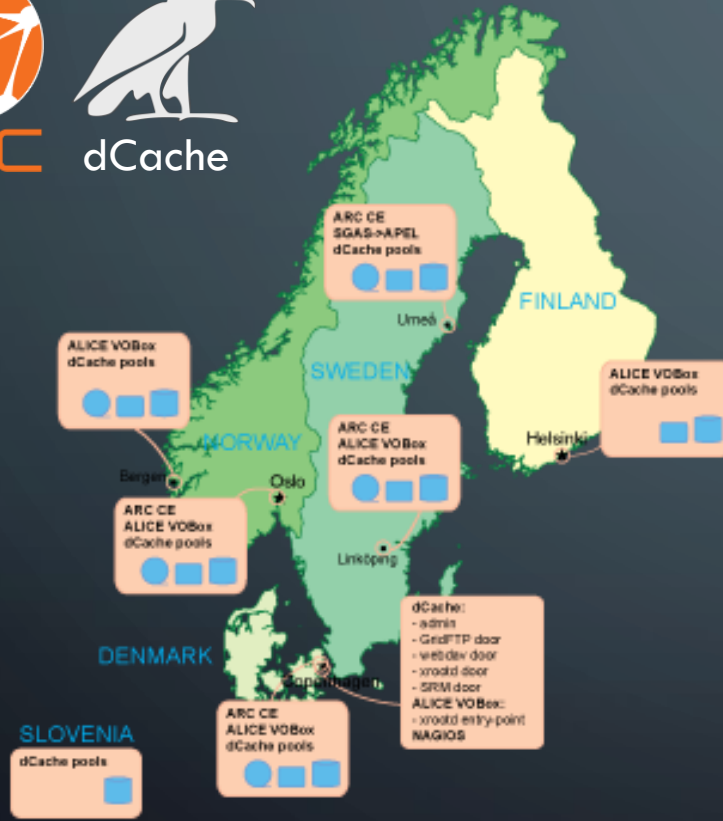 C
dCache
ARC CE
SGAS->APEL
dCache pools
FINLAND
Umeå
ALICE VOBox
dCache pools
SWEDEN
ALICE VOBox
dCache pools
ARC CE
ALICE VOBox
dCache pools
NORWAY
Helsinki
Bergen
Oslo
ARC CE
ALICE VOBox
dCache pools
Linköping
dCache:
- admin
- GridFTP door
- webdav door
- xrootd door
- SRM door
ALICE VOBox:
- xrootd entry-point
NAGIOS
DENMARK
Copenhagen
ARC CE
ALICE VOBox
dCache pools
SLOVENIA
dCache pools